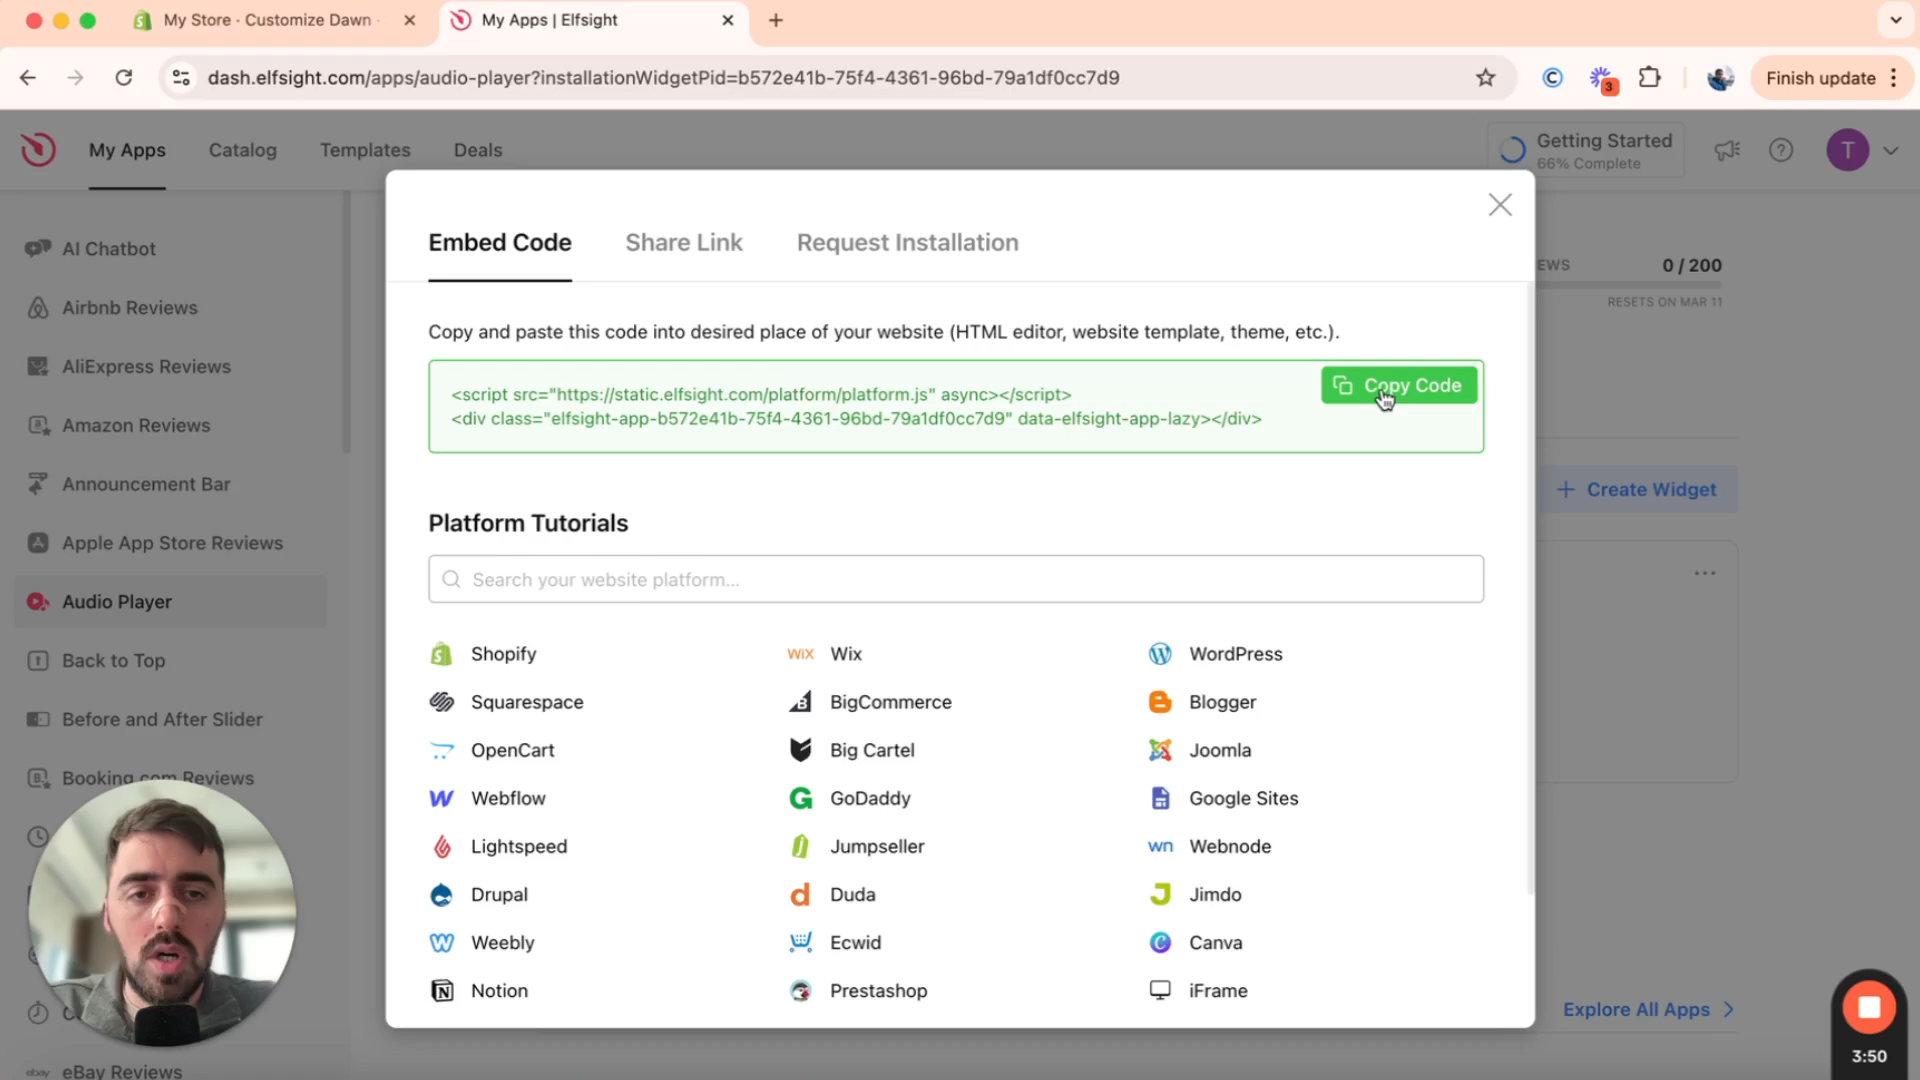 My Store · Customize Dawn ·
My Apps | Elfsight
dash.elfsight.com/apps/audio-player?installationWidgetPid=b572e41b-75f4-4361-96bd-79a1df0cc7d9
3
Finish update
My Apps
Catalog
Templates
Deals
Getting Started
66% Complete
T
AI Chatbot
Airbnb Reviews
AliExpress Reviews
Amazon Reviews
Announcement Bar
Apple App Store Reviews
Audio Player
Back to Top
Before and After Slider
Booking.com Reviews
eBay Reviews
EWS
0 / 200
RESETS ON MAR 11
Create Widget
Explore All Apps
Embed Code
Share Link
Request Installation
Copy and paste this code into desired place of your website (HTML editor, website template, theme, etc.).
<script src="https://static.elfsight.com/platform/platform.js" async></script>
<div class="elfsight-app-b572e41b-75f4-4361-96bd-79a1df0cc7d9" data-elfsight-app-lazy></div>
Copy Code
Platform Tutorials
Search your website platform...
Shopify
WIX Wix
WordPress
Squarespace
BigCommerce
Blogger
OpenCart
Big Cartel
Joomla
Webflow
GoDaddy
Google Sites
Lightspeed
Jumpseller
wn Webnode
Drupal
Duda
Jimdo
Weebly
Ecwid
Canva
Notion
Prestashop
iFrame
3:50